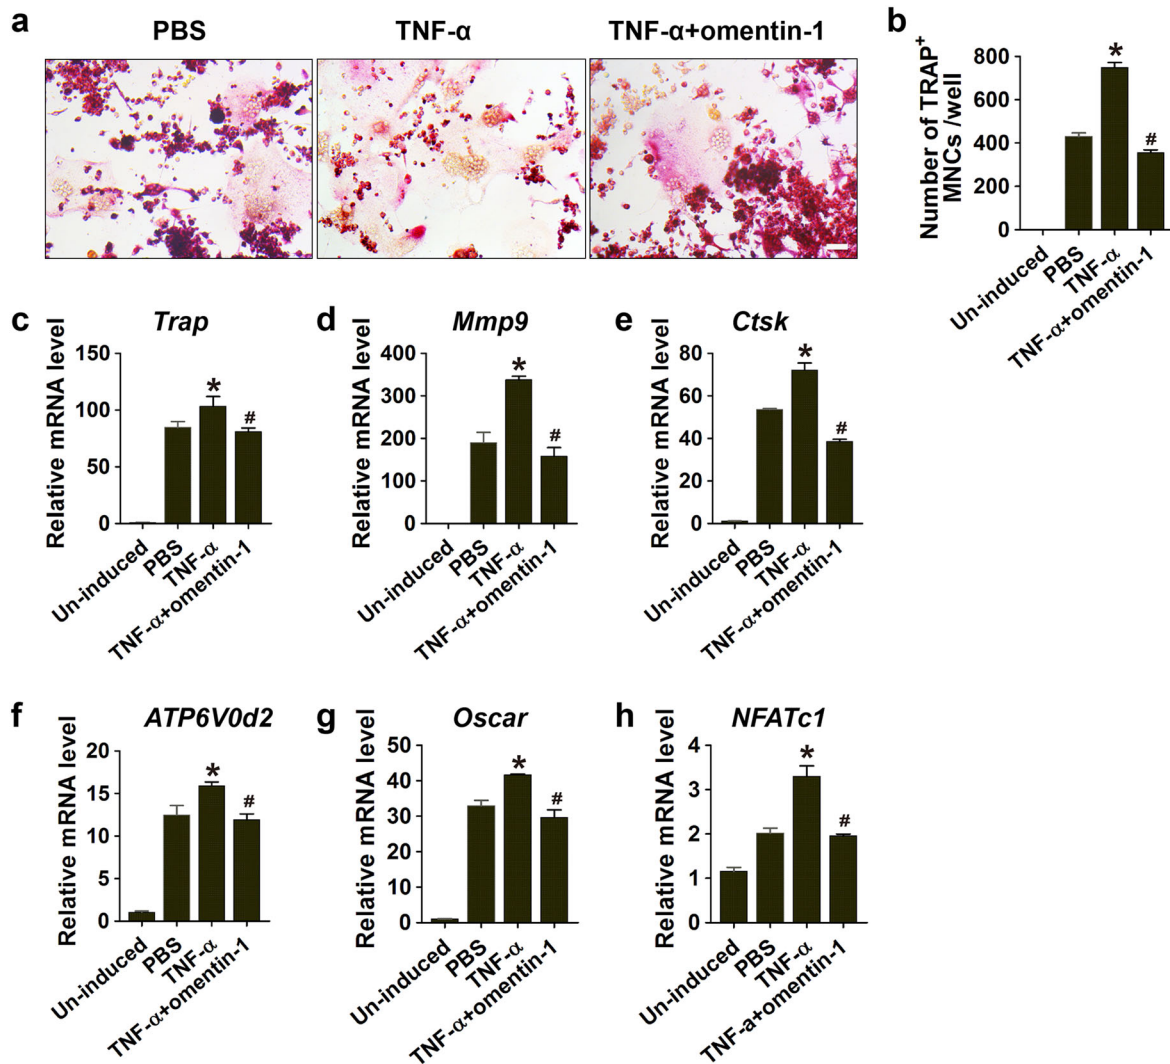 a
PBS
TNF-α
TNF-α+omentin-1
b
Number of TRAP+
MNCs /well
800
600
400
200
0
*
#
Un-induced
PBS
TNF-α
TNF-α+omentin-1
c
Trap
Relative mRNA level
150
100
50
0
*
#
Un-induced
PBS
TNF-α
TNF-α+omentin-1
d
Mmp9
Relative mRNA level
400
300
200
100
0
*
#
Un-induced
PBS
TNF-α
TNF-α+omentin-1
e
Ctsk
Relative mRNA level
80
60
40
20
0
*
#
Un-induced
PBS
TNF-α
TNF-α+omentin-1
f
ATP6V0d2
Relative mRNA level
20
15
10
5
0
*
#
Un-induced
PBS
TNF-α
TNF-α+omentin-1
g
Oscar
Relative mRNA level
50
40
30
20
10
0
*
#
Un-induced
PBS
TNF-α
TNF-α+omentin-1
h
NFATc1
Relative mRNA level
4
3
2
1
0
*
#
Un-induced
PBS
TNF-α
TNF-a+omentin-1